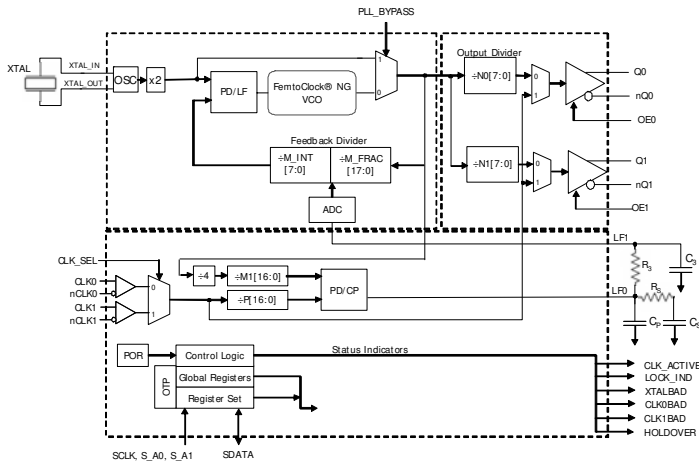 PLL_BYPASS
XTAL
XTAL_IN
XTAL_OUT
OSC
x2
PD/LF
FemtoClock® NG
VCO
1
0
Output Divider
÷N0[7:0]
0
1
Q0
nQ0
OE0
Feedback Divider
÷M_INT
[7:0]
÷M_FRAC
[17:0]
ADC
÷N1[7:0]
0
1
Q1
nQ1
OE1
LF1
R3
C3
LF0
RS
CP
CS
CLK_SEL
CLK0
nCLK0
CLK1
nCLK1
0
1
÷4
÷M1[16:0]
÷P[16:0]
PD/CP
POR
OTP
Control Logic
Global Registers
Register Set
Status Indicators
CLK_ACTIVE
LOCK_IND
XTALBAD
CLK0BAD
CLK1BAD
HOLDOVER
SCLK, S_A0, S_A1
SDATA